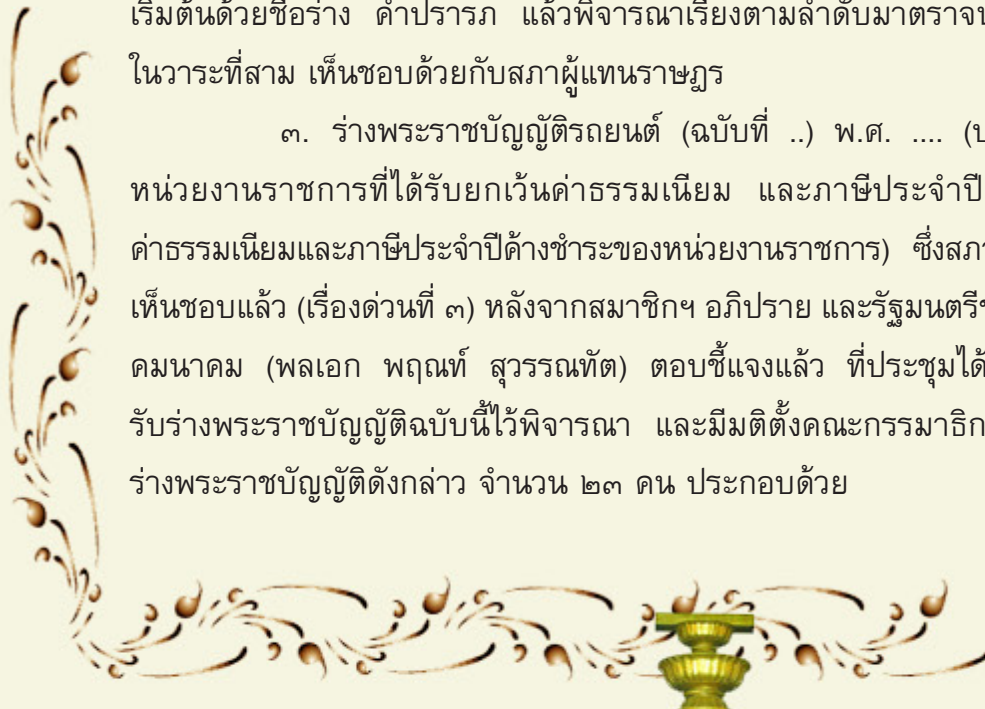 เริ่มต้นด้วยชื่อร่าง คำปรารภ แล้วพิจารณาเรียงตามลำดับมาตรา
ในวาระที่สาม เห็นชอบด้วยกับสภาผู้แทนราษฎร
๓. ร่างพระราชบัญญัติรถยนต์ (ฉบับที่ ..) พ.ศ. .... (
หน่วยงานราชการที่ได้รับยกเว้นค่าธรรมเนียม และภาษีประจำปี
ค่าธรรมเนียมและภาษีประจำปีค้างชำระของหน่วยงานราชการ) ซึ่งสภา
เห็นชอบแล้ว (เรื่องด่วนที่ ๓) หลังจากสมาชิกฯ อภิปราย และรัฐมนตรี
คมนาคม (พลเอก พฤณท์ สุวรรณทัต) ตอบชี้แจงแล้ว ที่ประชุมได้
รับร่างพระราชบัญญัติฉบับนี้ไว้พิจารณา และมีมติตั้งคณะกรรมาธิก
ร่างพระราชบัญญัติดังกล่าว จำนวน ๒๓ คน ประกอบด้วย